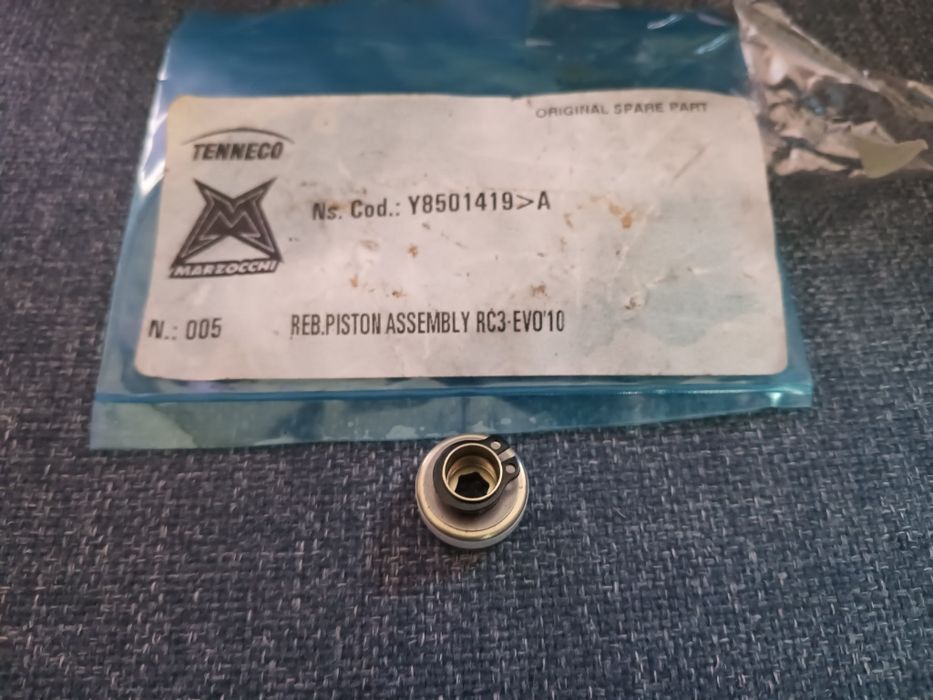 ORIGINAL SPARE PART
TENNECO
Ns. Cod.: Y8501419>A
M
MARZOCCHI
N.: 005
REB.PISTON ASSEMBLY RC3-EVO'10